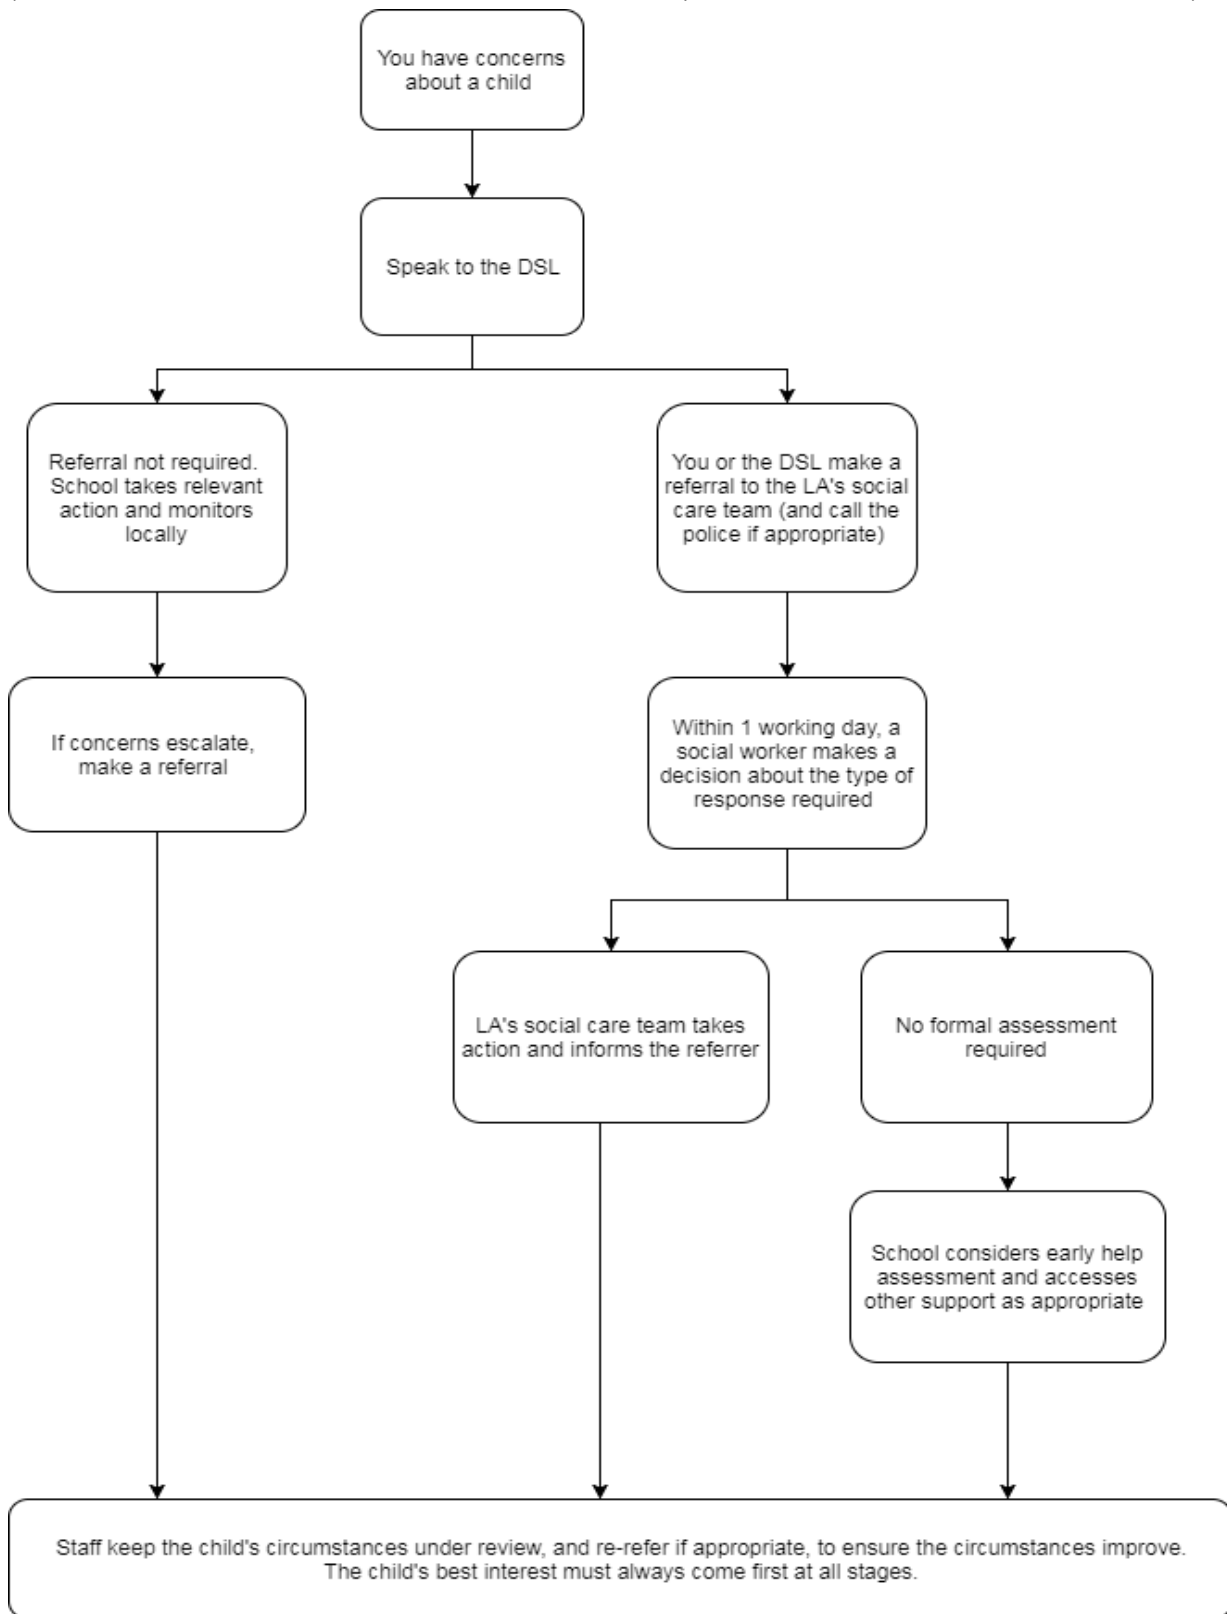 You have concerns
about a child
Speak to the DSL
Referral not required.
School takes relevant
action and monitors
locally
You or the DSL make a
referral to the LA's social
care team (and call the
police if appropriate)
If concerns escalate,
make a referral
Within 1 working day, a
social worker makes a
decision about the type of
response required
LA's social care team takes
action and informs the referrer
No formal assessment
required
School considers early help
assessment and accesses
other support as appropriate
Staff keep the child's circumstances under review, and re-refer if appropriate, to ensure the circumstances improve.
The child's best interest must always come first at all stages.